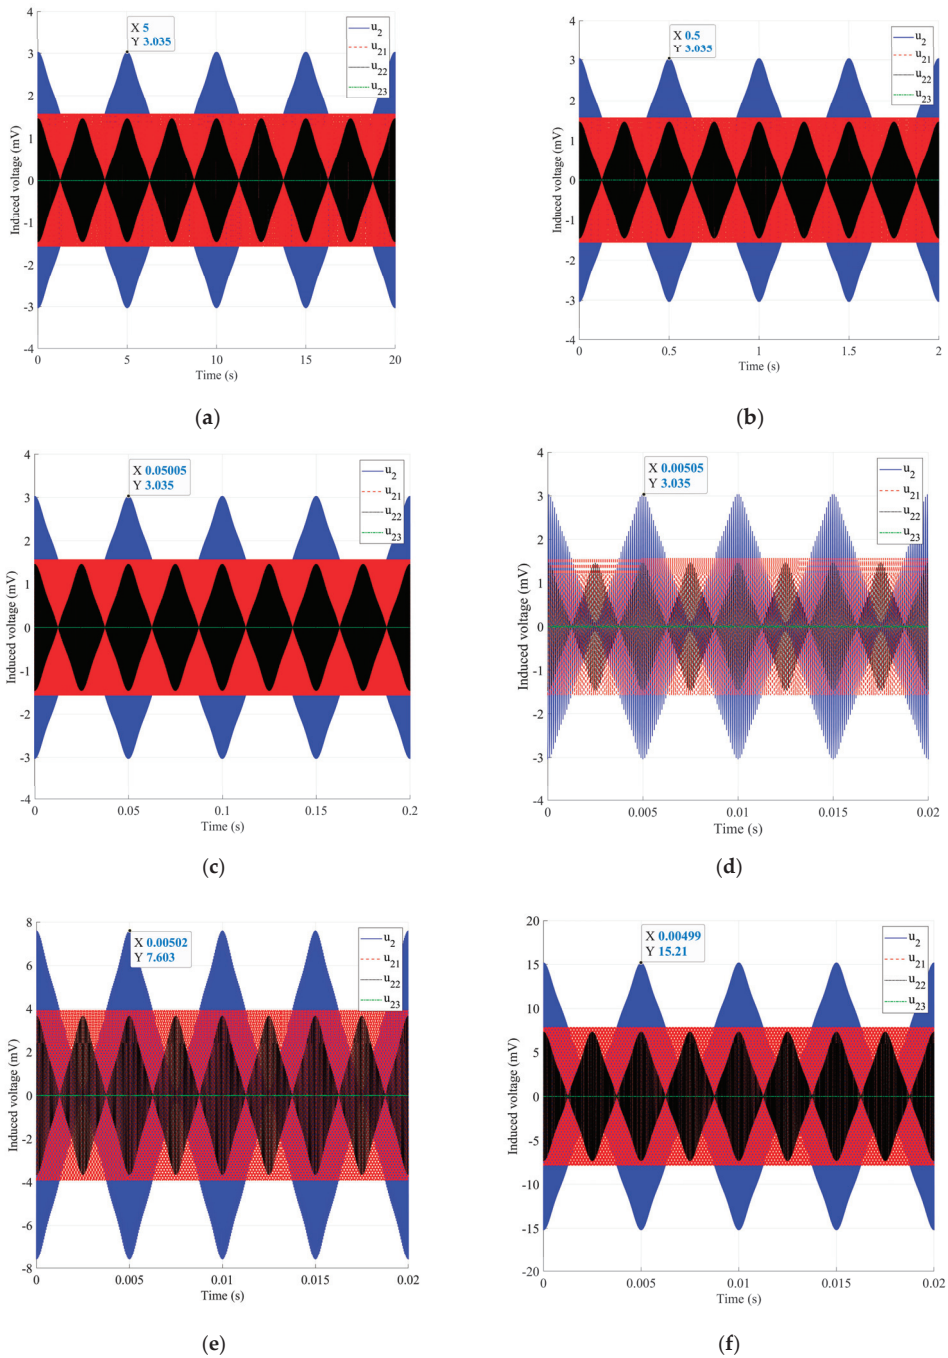 4
3
2
1
0
-1
-2
-3
-4
Induced voltage (mV)
X 5
Y 3.035
u2
u21
u22
u23
0 5 10 15 20
Time (s)
(a)
4
3
2
1
0
-1
-2
-3
-4
Induced voltage (mV)
X 0.5
Y 3.035
u2
u21
u22
u23
0 0.5 1 1.5 2
Time (s)
(b)
4
3
2
1
0
-1
-2
-3
-4
Induced voltage (mV)
X 0.05005
Y 3.035
u2
u21
u22
u23
0 0.05 0.1 0.15 0.2
Time (s)
(c)
4
3
2
1
0
-1
-2
-3
-4
Induced voltage (mV)
X 0.00505
Y 3.035
u2
u21
u22
u23
0 0.005 0.01 0.015 0.02
Time (s)
(d)
8
6
4
2
0
-2
-4
-6
-8
Induced voltage (mV)
X 0.00502
Y 7.603
u2
u21
u22
u23
0 0.005 0.01 0.015 0.02
Time (s)
(e)
20
15
10
5
0
-5
-10
-15
-20
Induced voltage (mV)
X 0.00499
Y 15.21
u2
u21
u22
u23
0 0.005 0.01 0.015 0.02
Time (s)
(f)